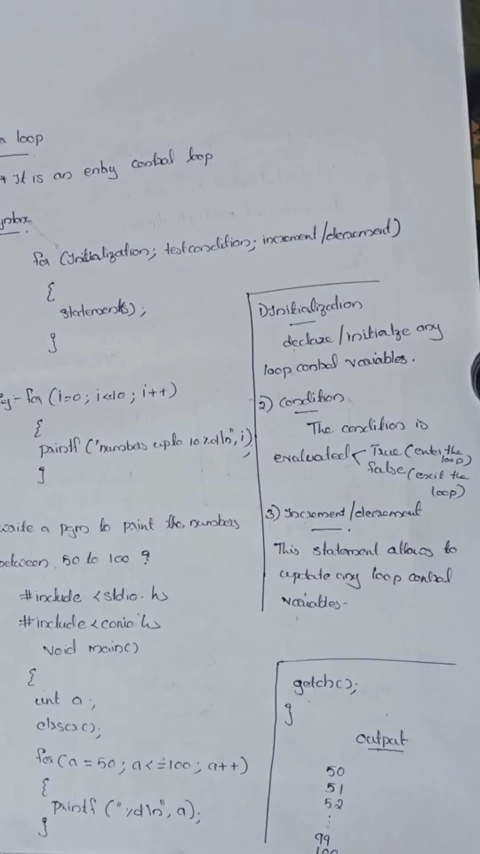 a loop
* It is an entry control loop
yntax
for (Initialization; testcondition; increment/decrement)
{
statement(s);
}
eg - for (i=0; i<10; i++)
{
printf ("numbers upto 10 %d\n", i)
}
1) Initialization
declare/initialize any
loop control variables.
2) Condition
The condition is
evaluated < True (enter the loop)
false (exit the loop)
3) Increment/decrement
This statement allows to
update any loop control
variables.
write a pgm to print the numbers
between 50 to 100 ?
#include <stdio.h>
#include <conio.h>
void main()
{
int a;
clrscr();
for (a = 50; a<=100; a++)
{
printf ("%d\n", a);
}
getch();
}
output
50
51
52
:
99
100